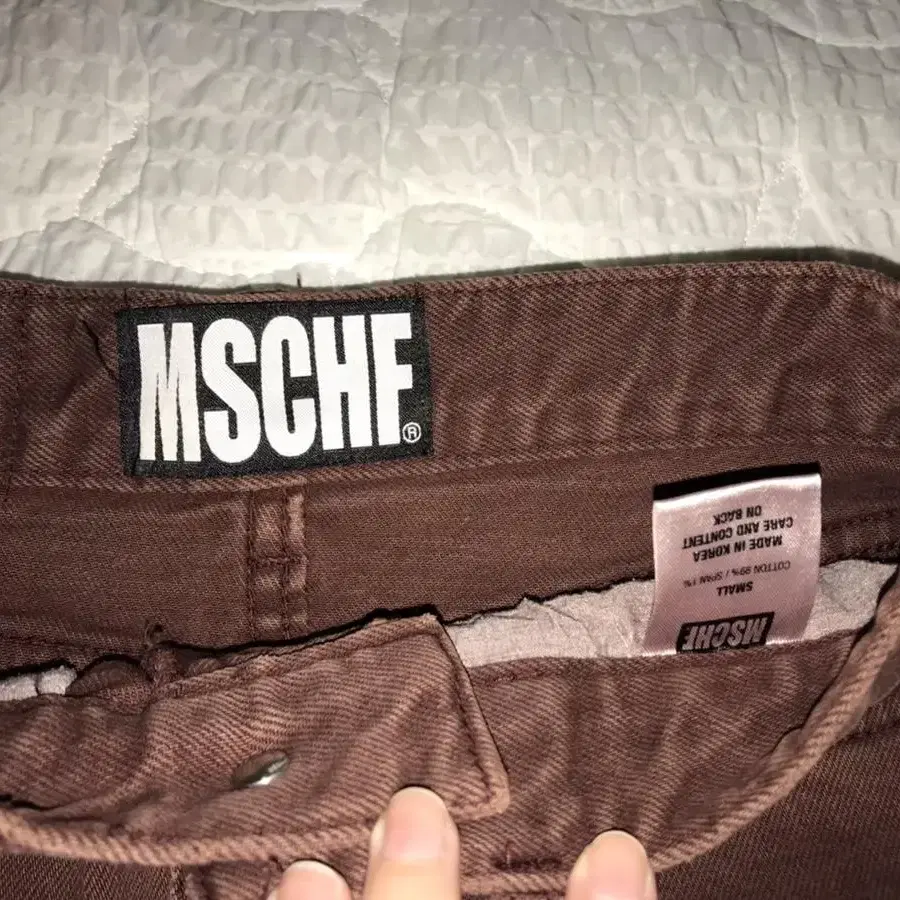 MSCHF®
MSCHF
SMALL
COTTON 99% / SPAN 1%
MADE IN KOREA
CARE AND CONTENT
ON BACK